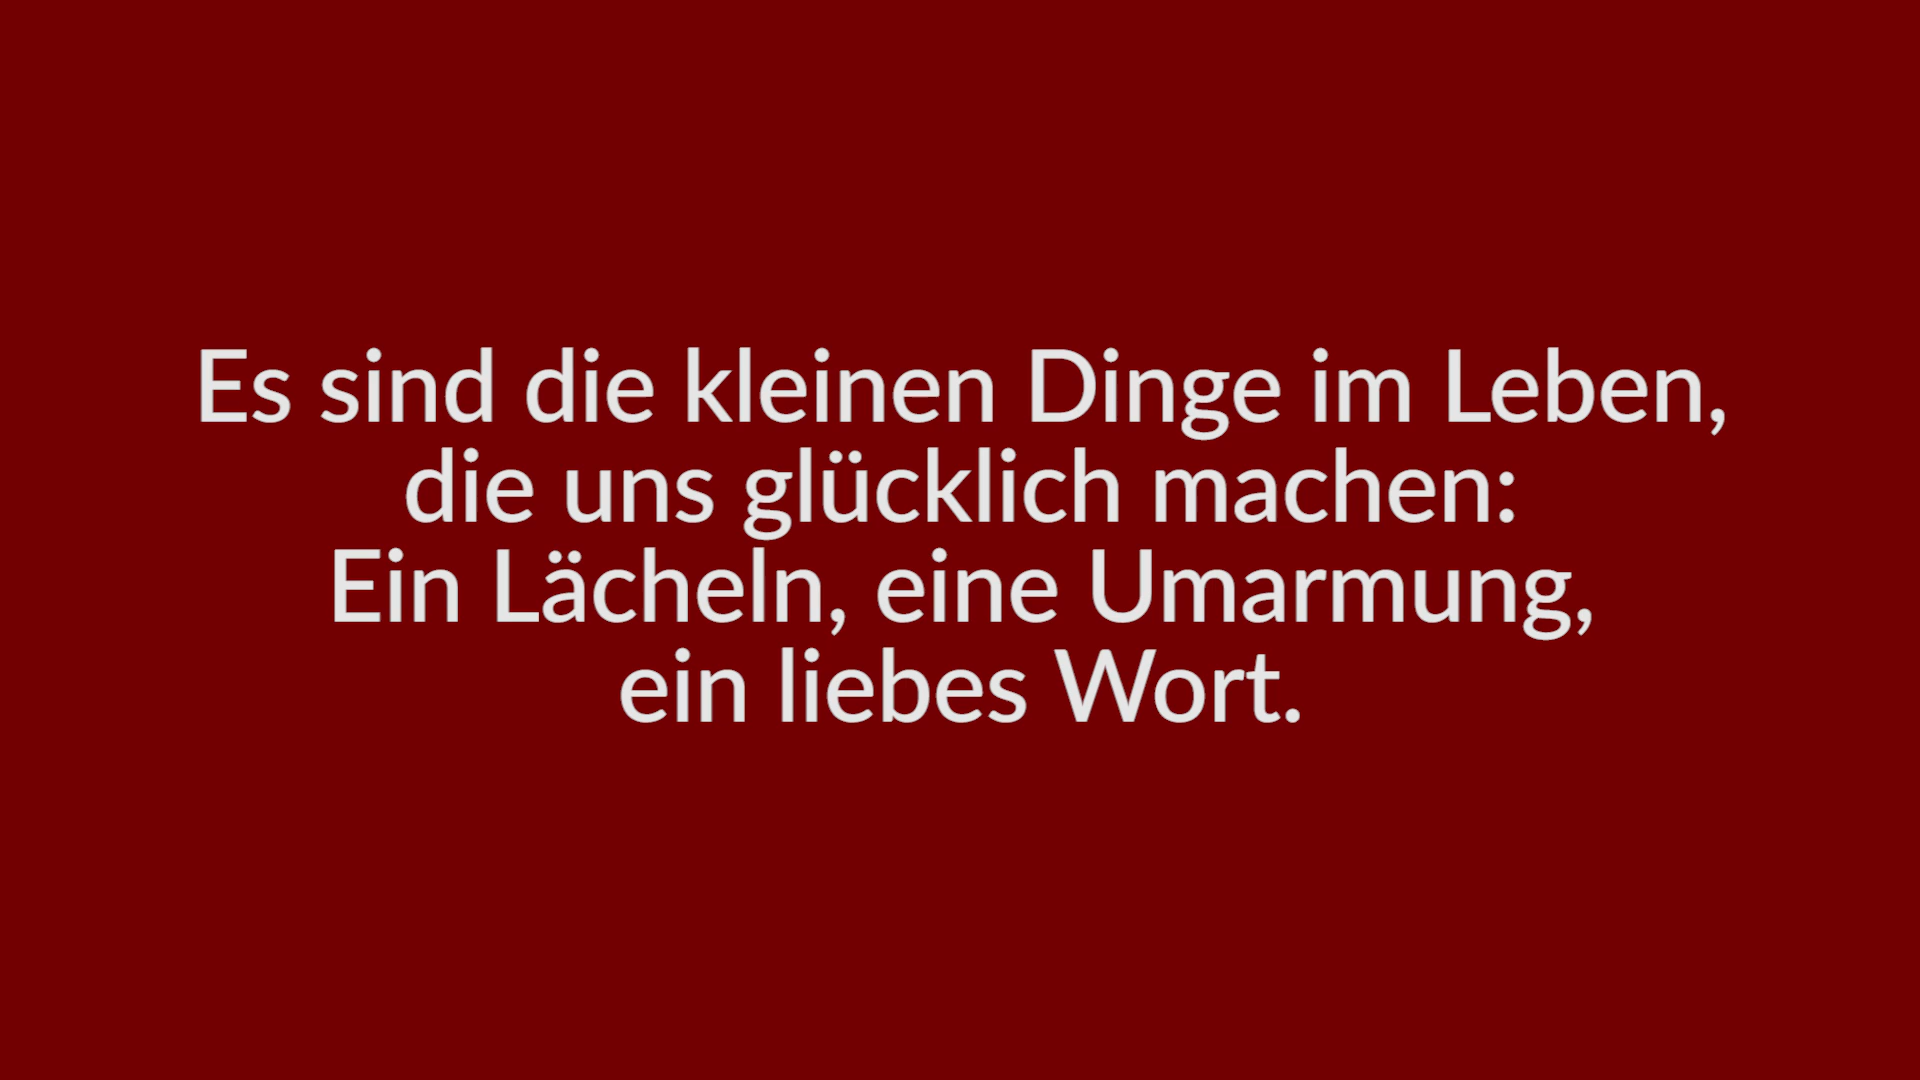 Es sind die kleinen Dinge im Leben,
die uns glücklich machen:
Ein Lächeln, eine Umarmung,
ein liebes Wort.